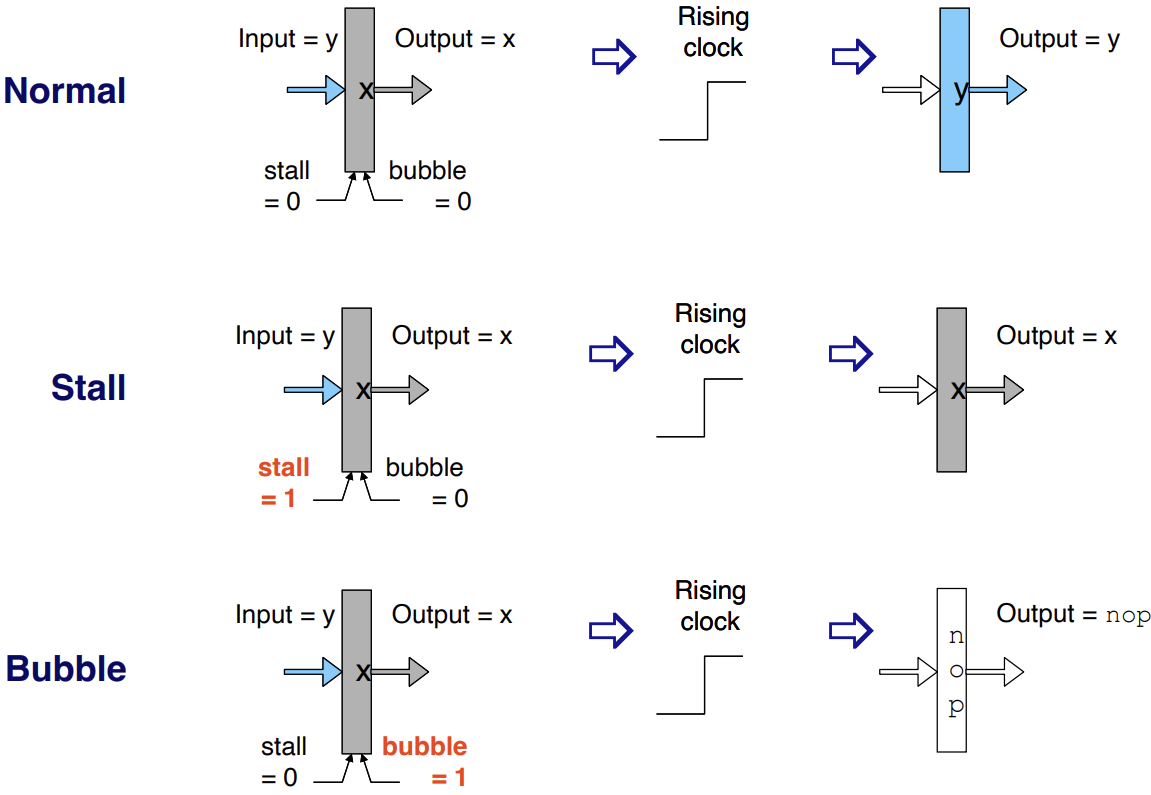 Normal
Input = y
Output = x
x
stall
= 0
bubble
= 0
Rising
clock
Output = y
y
Stall
Input = y
Output = x
x
stall
= 1
bubble
= 0
Rising
clock
Output = x
x
Bubble
Input = y
Output = x
x
stall
= 0
bubble
= 1
Rising
clock
Output = nop
n
o
p